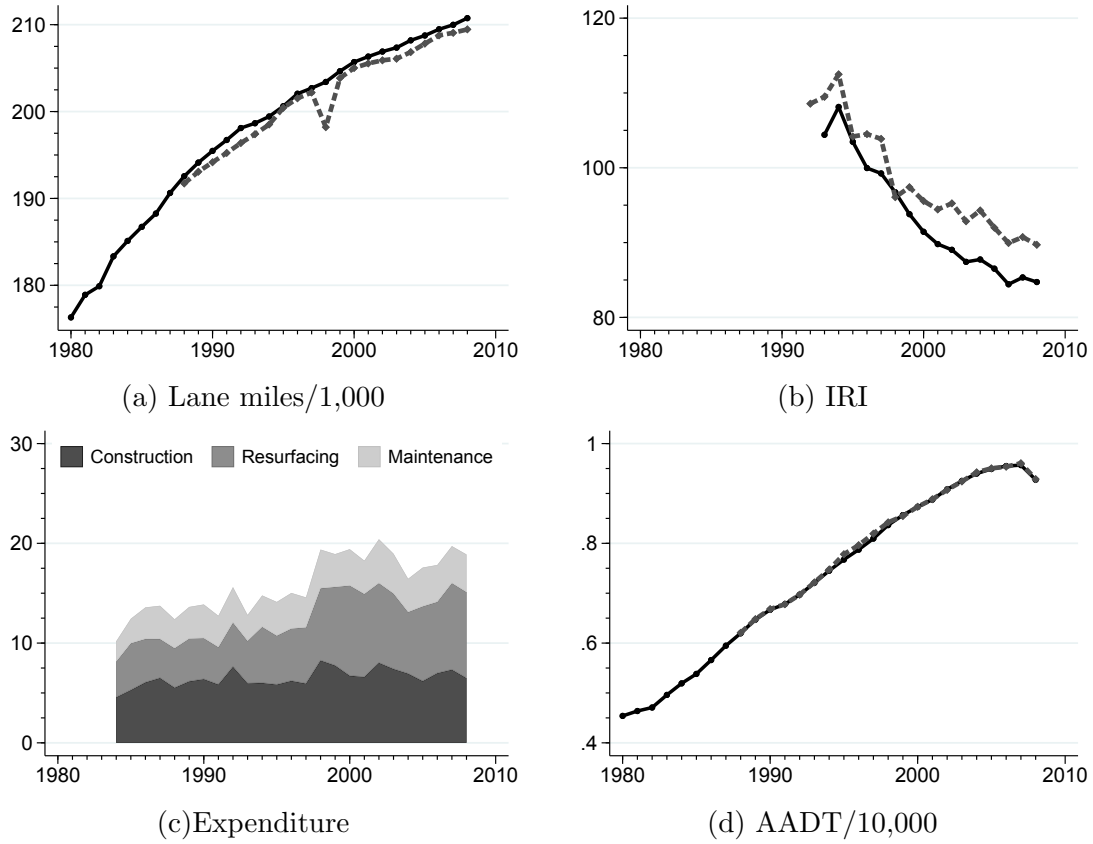 210
200
190
180
1980 1990 2000 2010
(a) Lane miles/1,000
120
100
80
1980 1990 2000 2010
(b) IRI
30
Construction Resurfacing Maintenance
20
10
0
1980 1990 2000 2010
(c)Expenditure
1
.8
.6
.4
1980 1990 2000 2010
(d) AADT/10,000